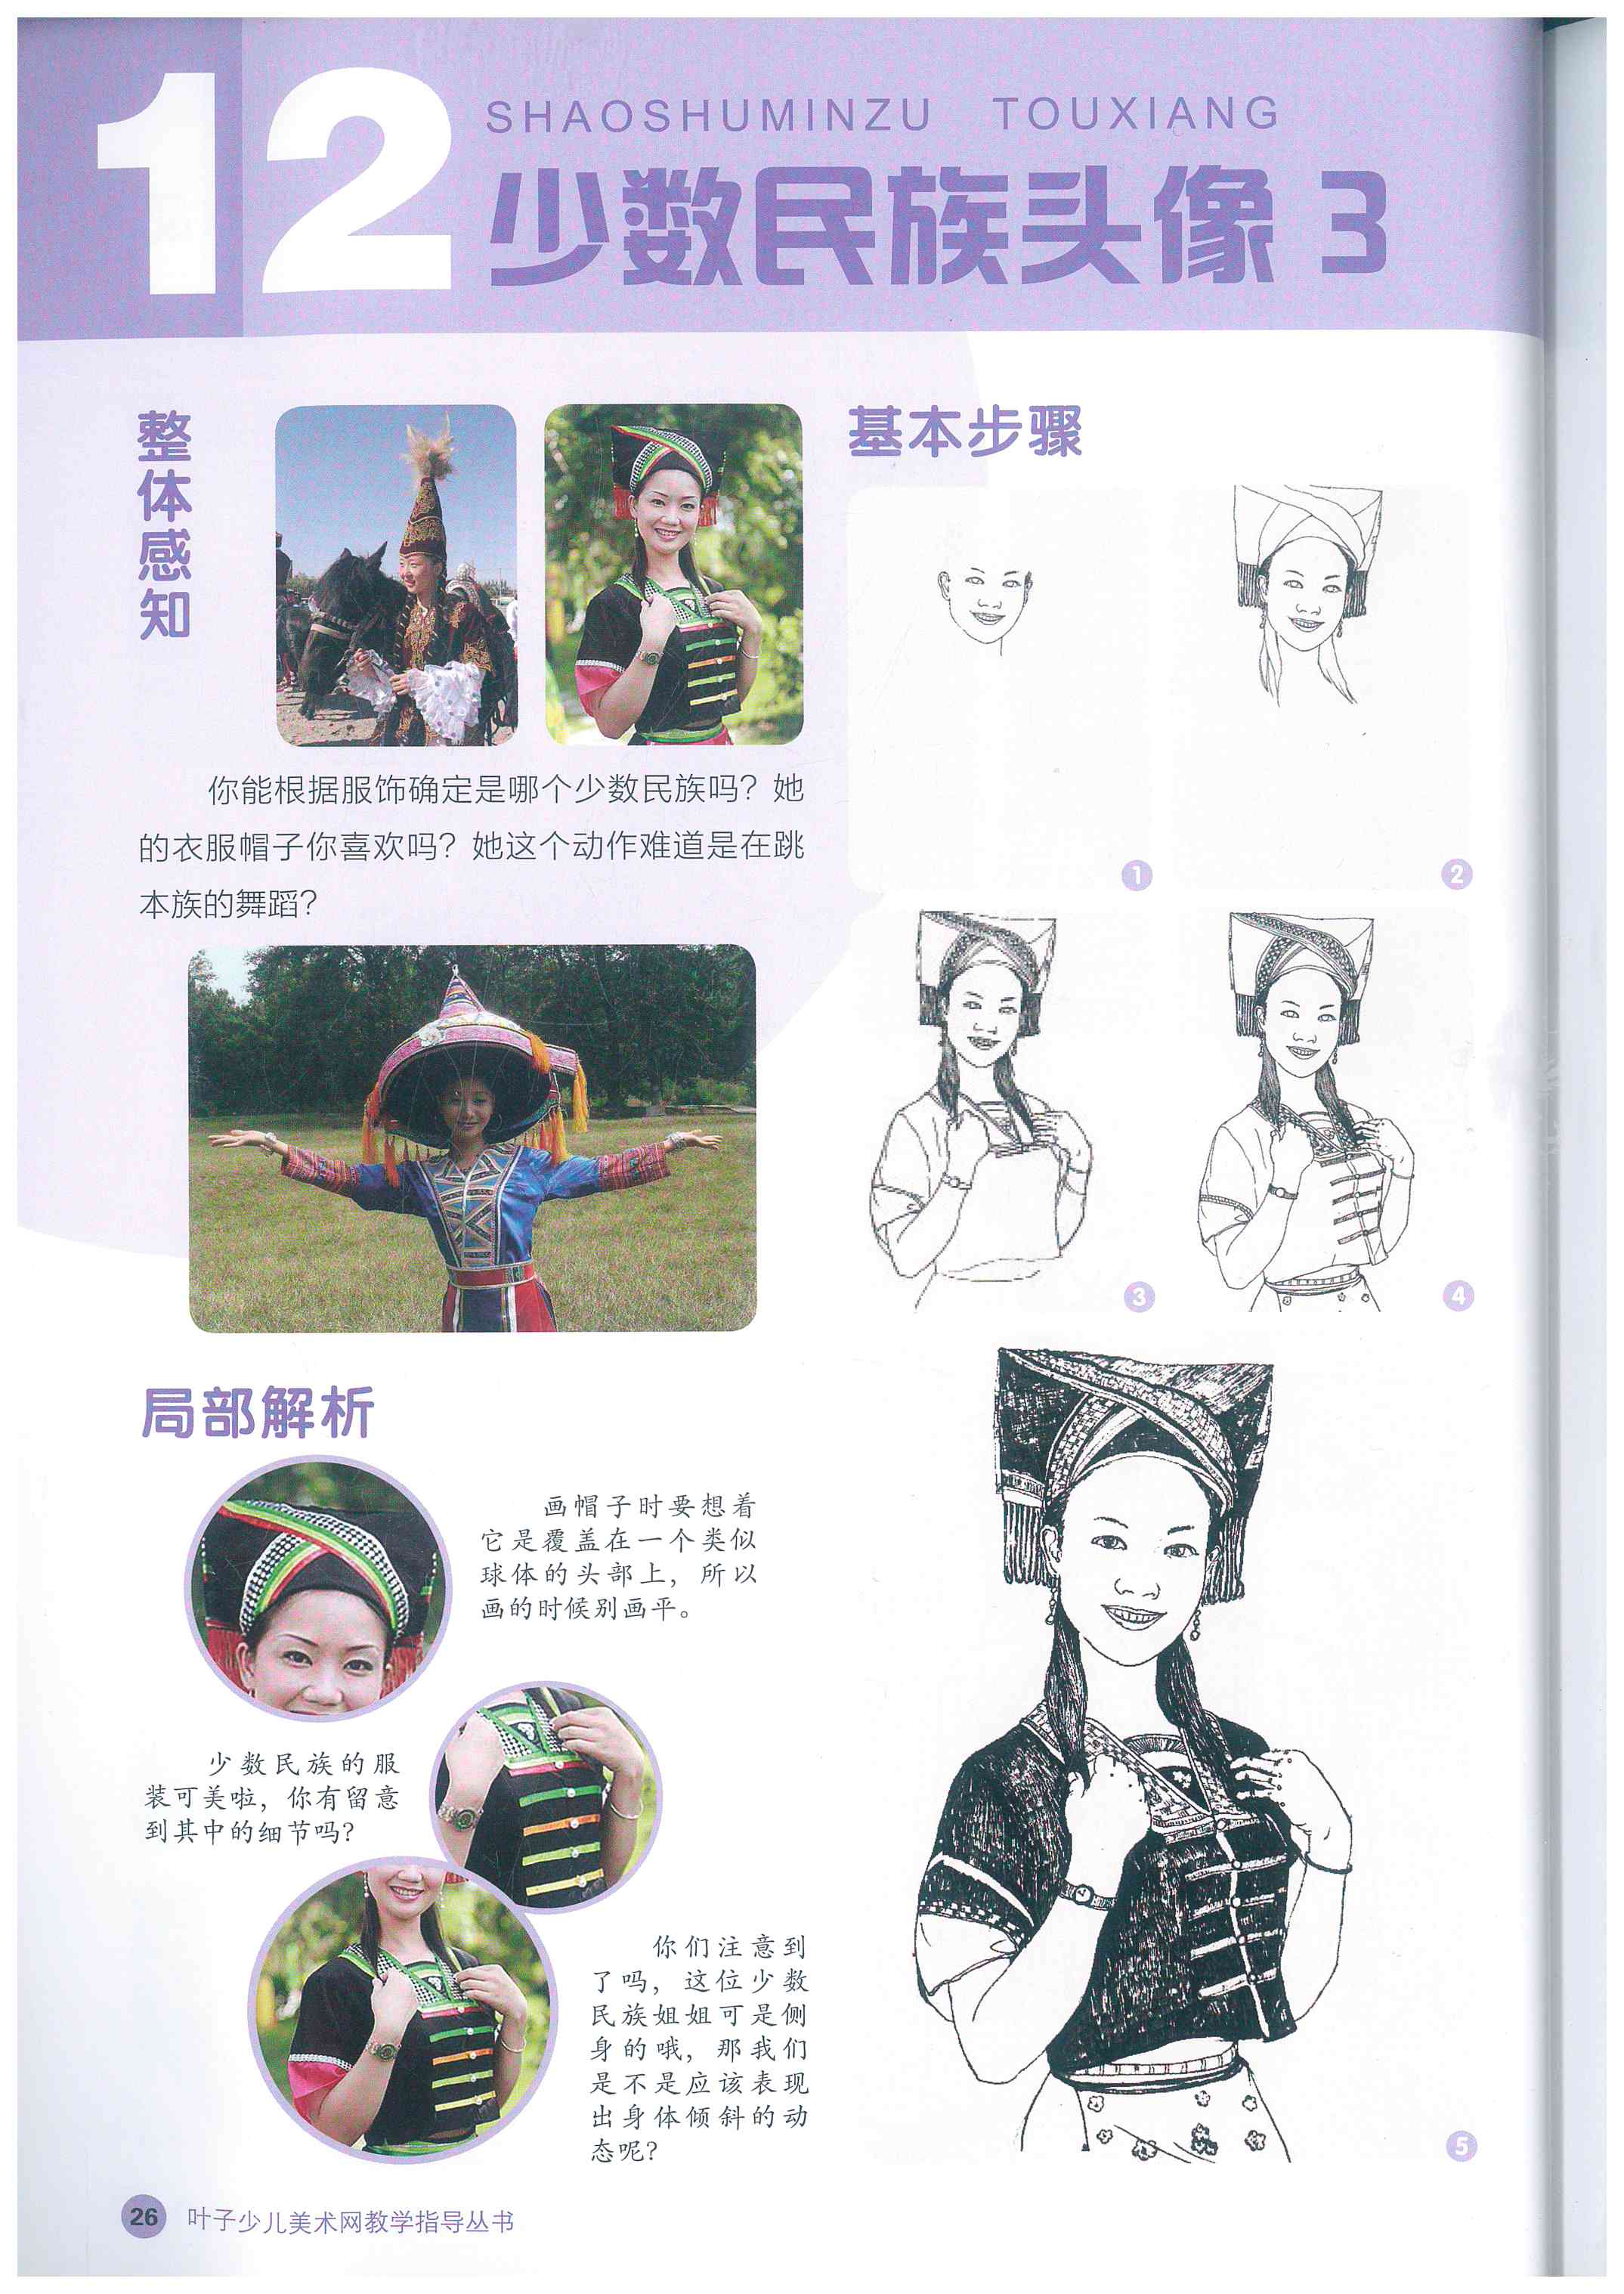 12
SHAOSHUMINZU TOUXIANG
少数民族头像 3
整体感知
你能根据服饰确定是哪个少数民族吗？她
的衣服帽子你喜欢吗？她这个动作难道是在跳
本族的舞蹈？
基本步骤
1
2
3
4
5
局部解析
画帽子时要想着
它是覆盖在一个类似
球体的头部上，所以
画的时候别画平。
少数民族的服
装可美啦，你有留意
到其中的细节吗？
你们注意到
了吗，这位少数
民族姐姐可是侧
身的哦，那我们
是不是应该表现
出身体倾斜的动
态呢？
26 叶子少儿美术网教学指导丛书